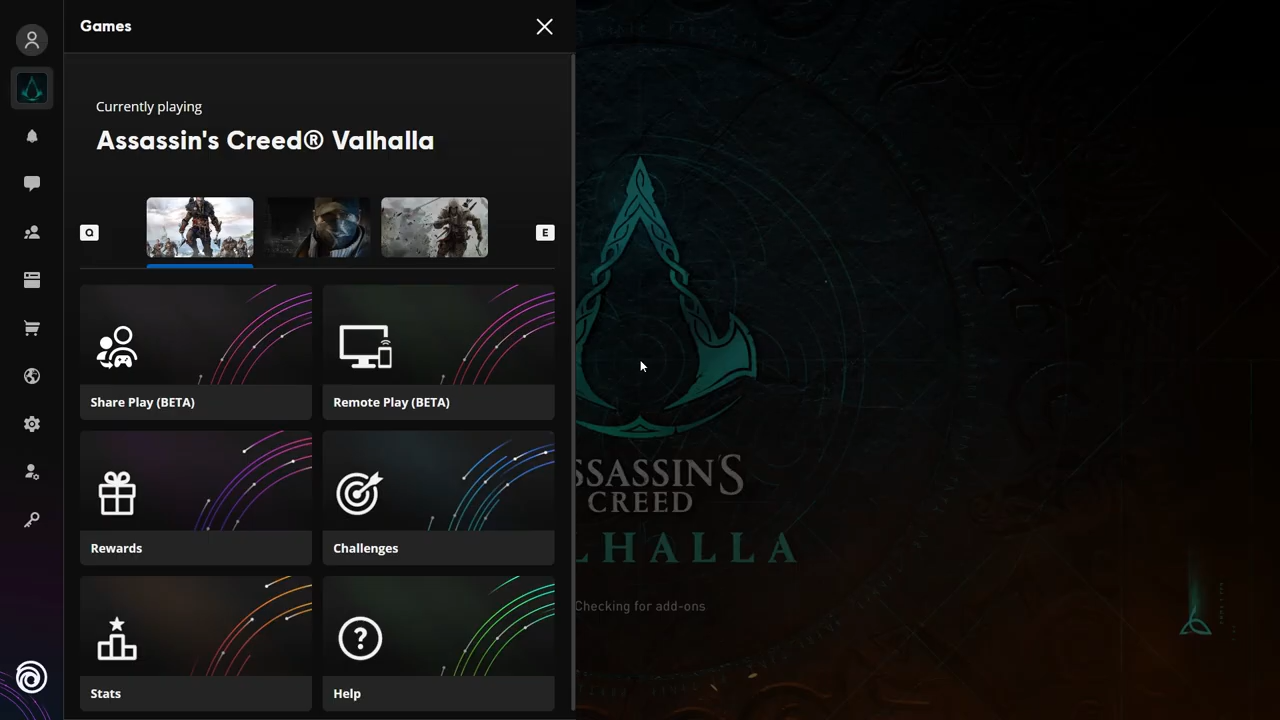 Games
Currently playing
Assassin's Creed® Valhalla
Q
E
Share Play (BETA)
Remote Play (BETA)
Rewards
Challenges
Stats
Help
SSASSIN'S
CREED
LHALLA
Checking for add-ons